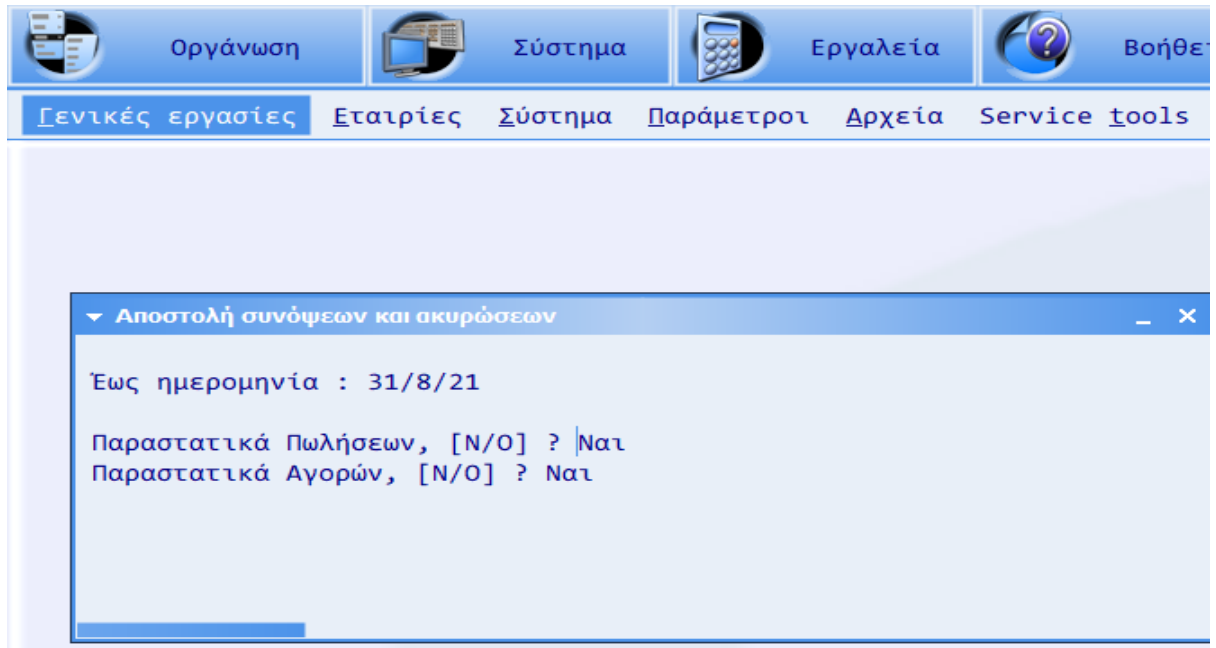 Οργάνωση Σύστημα Εργαλεία
Γενικές εργασίες Εταιρίες Σύστημα Παράμετροι Αρχεία Service tools
Αποστολή συνόψεων και ακυρώσεων
Έως ημερομηνία : 31/8/21
Παραστατικά Πωλήσεων, [Ν/Ο] ? Ναι
Παραστατικά Αγορών, [Ν/Ο] ? Ναι